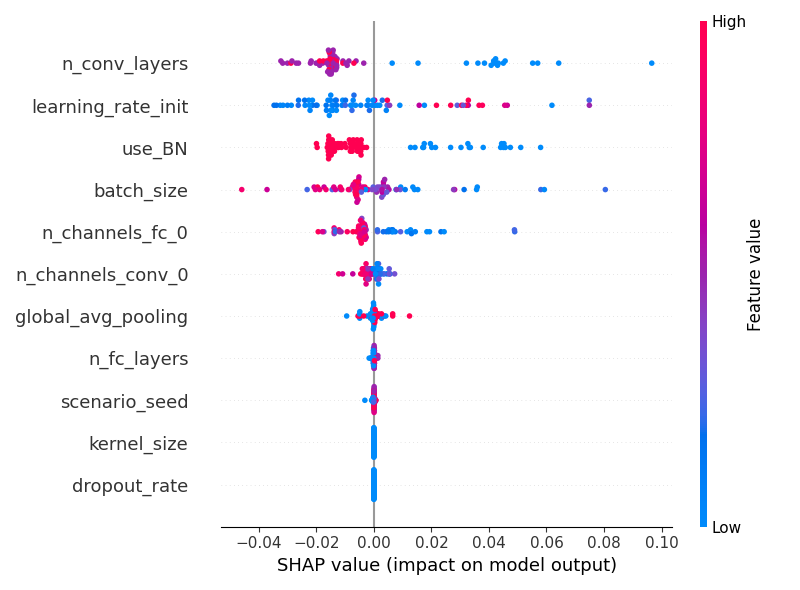 High
n_conv_layers
learning_rate_init
use_BN
batch_size
n_channels_fc_0
n_channels_conv_0
global_avg_pooling
n_fc_layers
scenario_seed
kernel_size
dropout_rate
Feature value
Low
−0.04 −0.02 0.00 0.02 0.04 0.06 0.08 0.10
SHAP value (impact on model output)